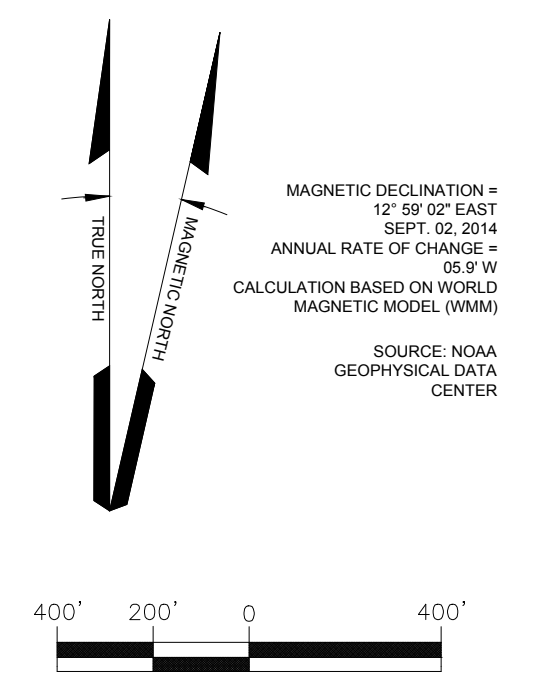 TRUE NORTH
MAGNETIC NORTH
MAGNETIC DECLINATION =
12° 59' 02" EAST
SEPT. 02, 2014
ANNUAL RATE OF CHANGE =
05.9' W
CALCULATION BASED ON WORLD
MAGNETIC MODEL (WMM)
SOURCE: NOAA
GEOPHYSICAL DATA
CENTER
400' 200' 0 400'